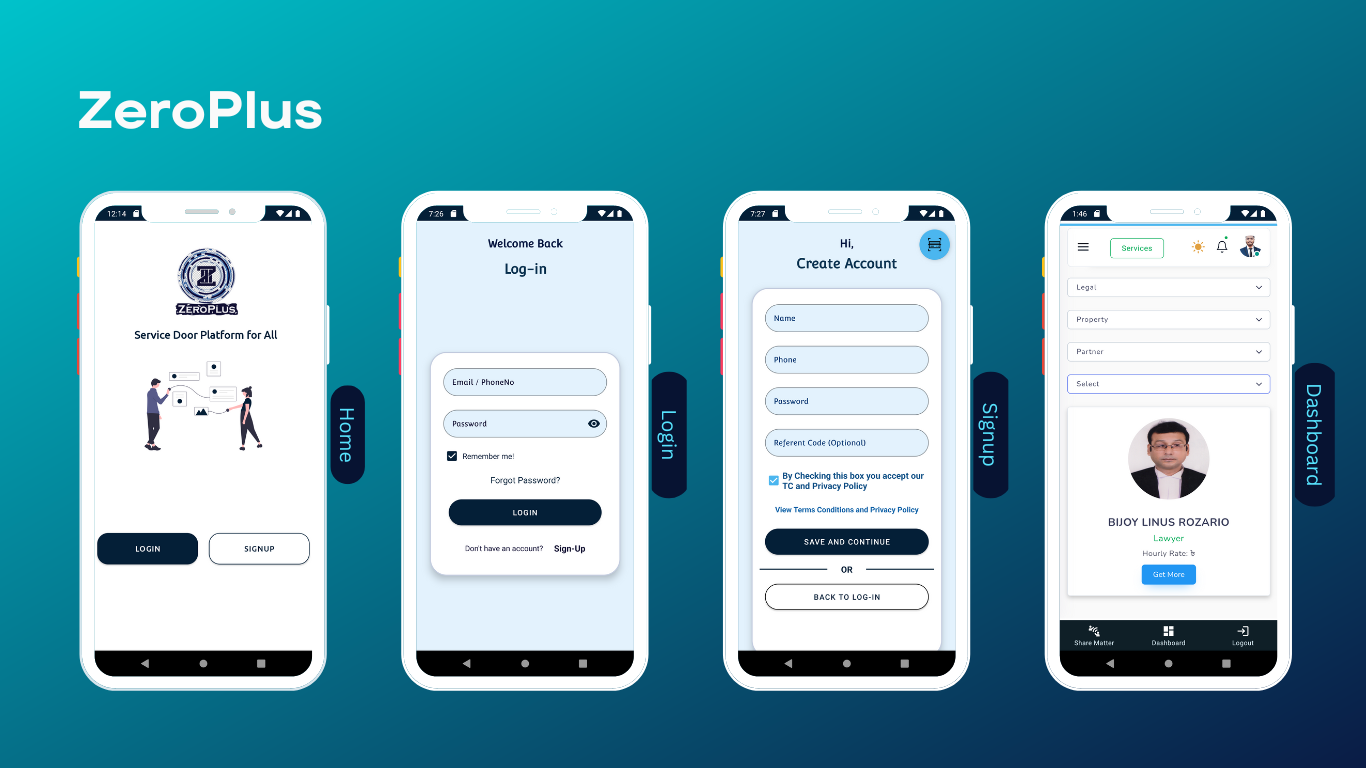 ZeroPlus
12:14
ZEROPLUS
Service Door Platform for All
LOGIN
SIGNUP
Home
7:26
Welcome Back
Log-in
Email / PhoneNo
Password
Remember me!
Forgot Password?
LOGIN
Don't have an account? Sign-Up
Login
7:27
Hi,
Create Account
Name
Phone
Password
Referent Code (Optional)
By Checking this box you accept our
TC and Privacy Policy
View Terms Conditions and Privacy Policy
SAVE AND CONTINUE
OR
BACK TO LOG-IN
Signup
1:46
Services
Legal
Property
Partner
Select
BIJOY LINUS ROZARIO
Lawyer
Hourly Rate: ৳
Get More
Share Matter
Dashboard
Logout
Dashboard